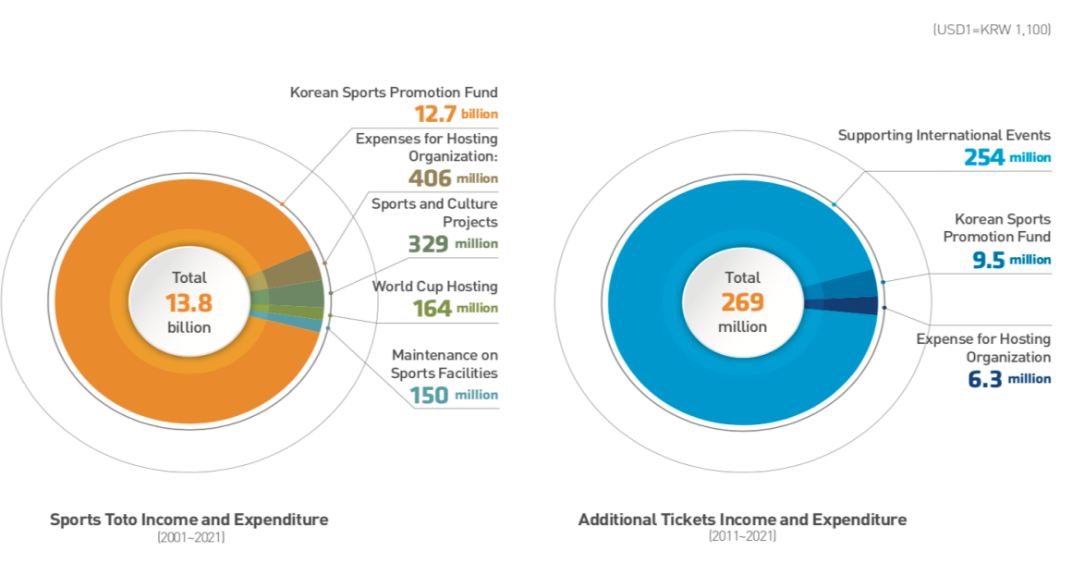 (USD1=KRW 1,100)
Korean Sports Promotion Fund
12.7 billion
Expenses for Hosting
Organization:
406 million
Sports and Culture
Projects
329 million
World Cup Hosting
164 million
Maintenance on
Sports Facilities
150 million
Total
13.8
billion
Sports Toto Income and Expenditure
(2001~2021)
Supporting International Events
254 million
Korean Sports
Promotion Fund
9.5 million
Expense for Hosting
Organization
6.3 million
Total
269
million
Additional Tickets Income and Expenditure
(2011~2021)